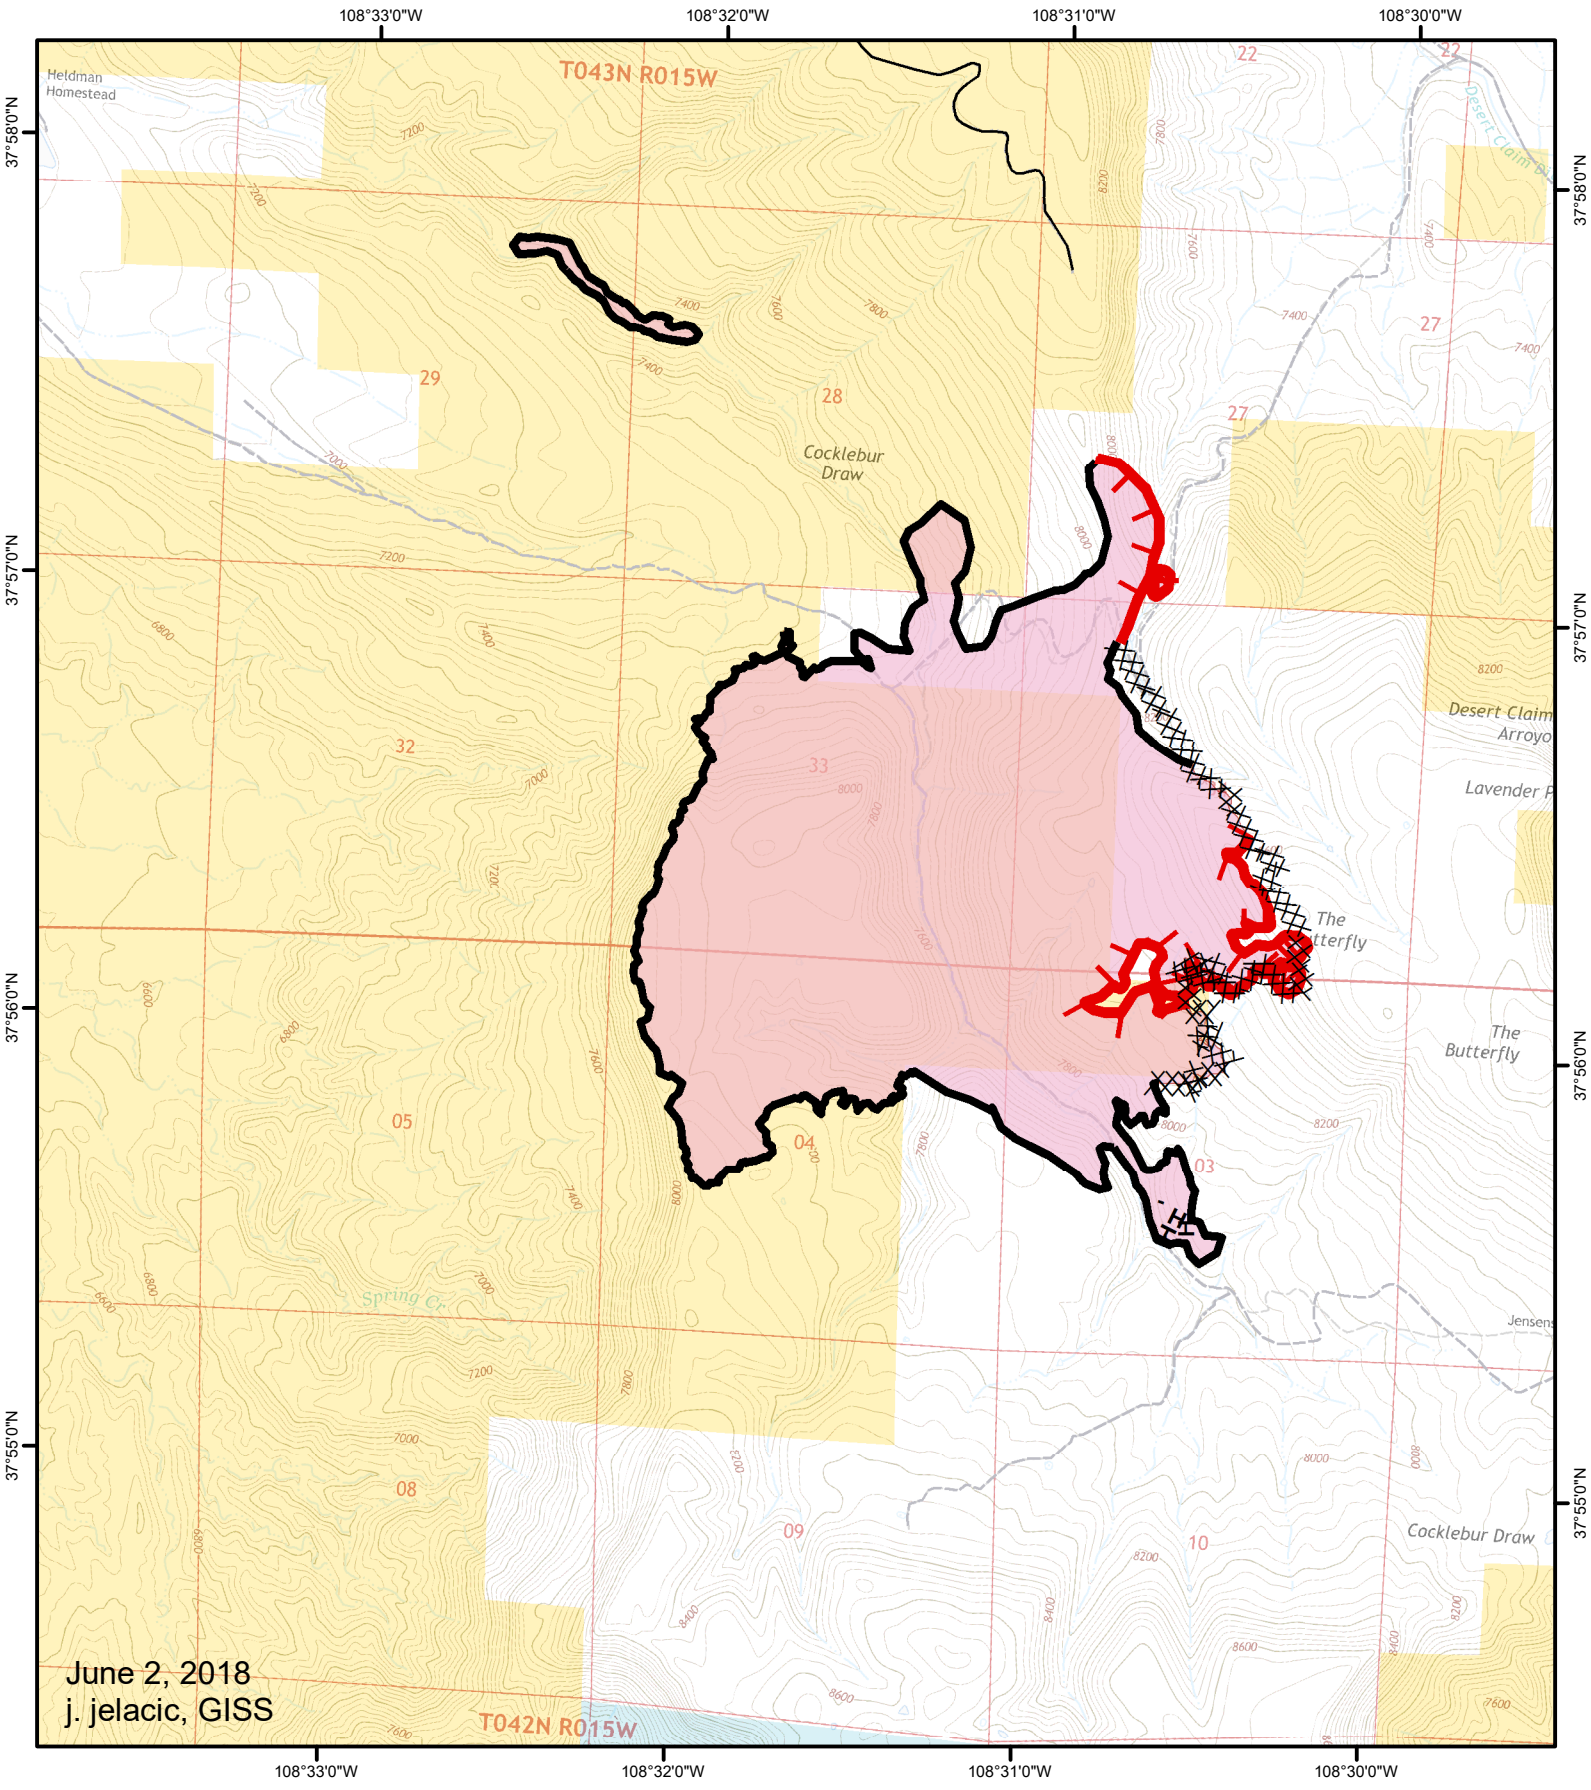 108°33'0"W
108°32'0"W
108°31'0"W
108°30'0"W
37°58'0"N
37°58'0"N
37°57'0"N
37°57'0"N
37°56'0"N
37°56'0"N
37°55'0"N
37°55'0"N
Heldman
Homestead
T043N R015W
22
22
7200
7800
8200
7200
7600
7400
Desert Claim
27
7400
7400
7600
7800
7400
7400
29
28
27
Cocklebur
Draw
7000
8000
8000
7200
6800
7400
8200
8200
Desert Claim
Arroyo
32
33
7000
8000
7800
Lavender P
7200
The
tterfly
7600
6600
6800
7600
7800
The
Butterfly
05
04
7800
8000
8200
03
7400
8000
Spring Cr
6600
6800
7000
Jensens
7200
7800
7000
8200
8000
8000
08
09
10
6800
8200
Cocklebur Draw
8400
8400
8200
8600
8400
June 2, 2018
j. jelacic, GISS
8600
7600
T042N R015W
7600
108°33'0"W
108°32'0"W
108°31'0"W
108°30'0"W